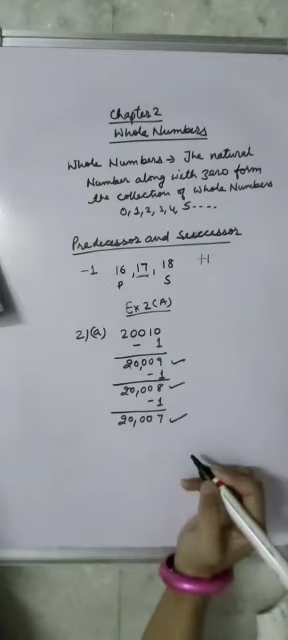 Chapter 2
Whole Numbers
Whole Numbers → The natural
Number along with zero form
the collection of Whole Numbers
0, 1, 2, 3, 4, 5 ....
Predecessor and Successor
-1 16, 17, 18 +1
P S
Ex 2(A)
2)(a) 20010
- 1
20,009 ✓
- 1
20,008 ✓
-1
20,007 ✓